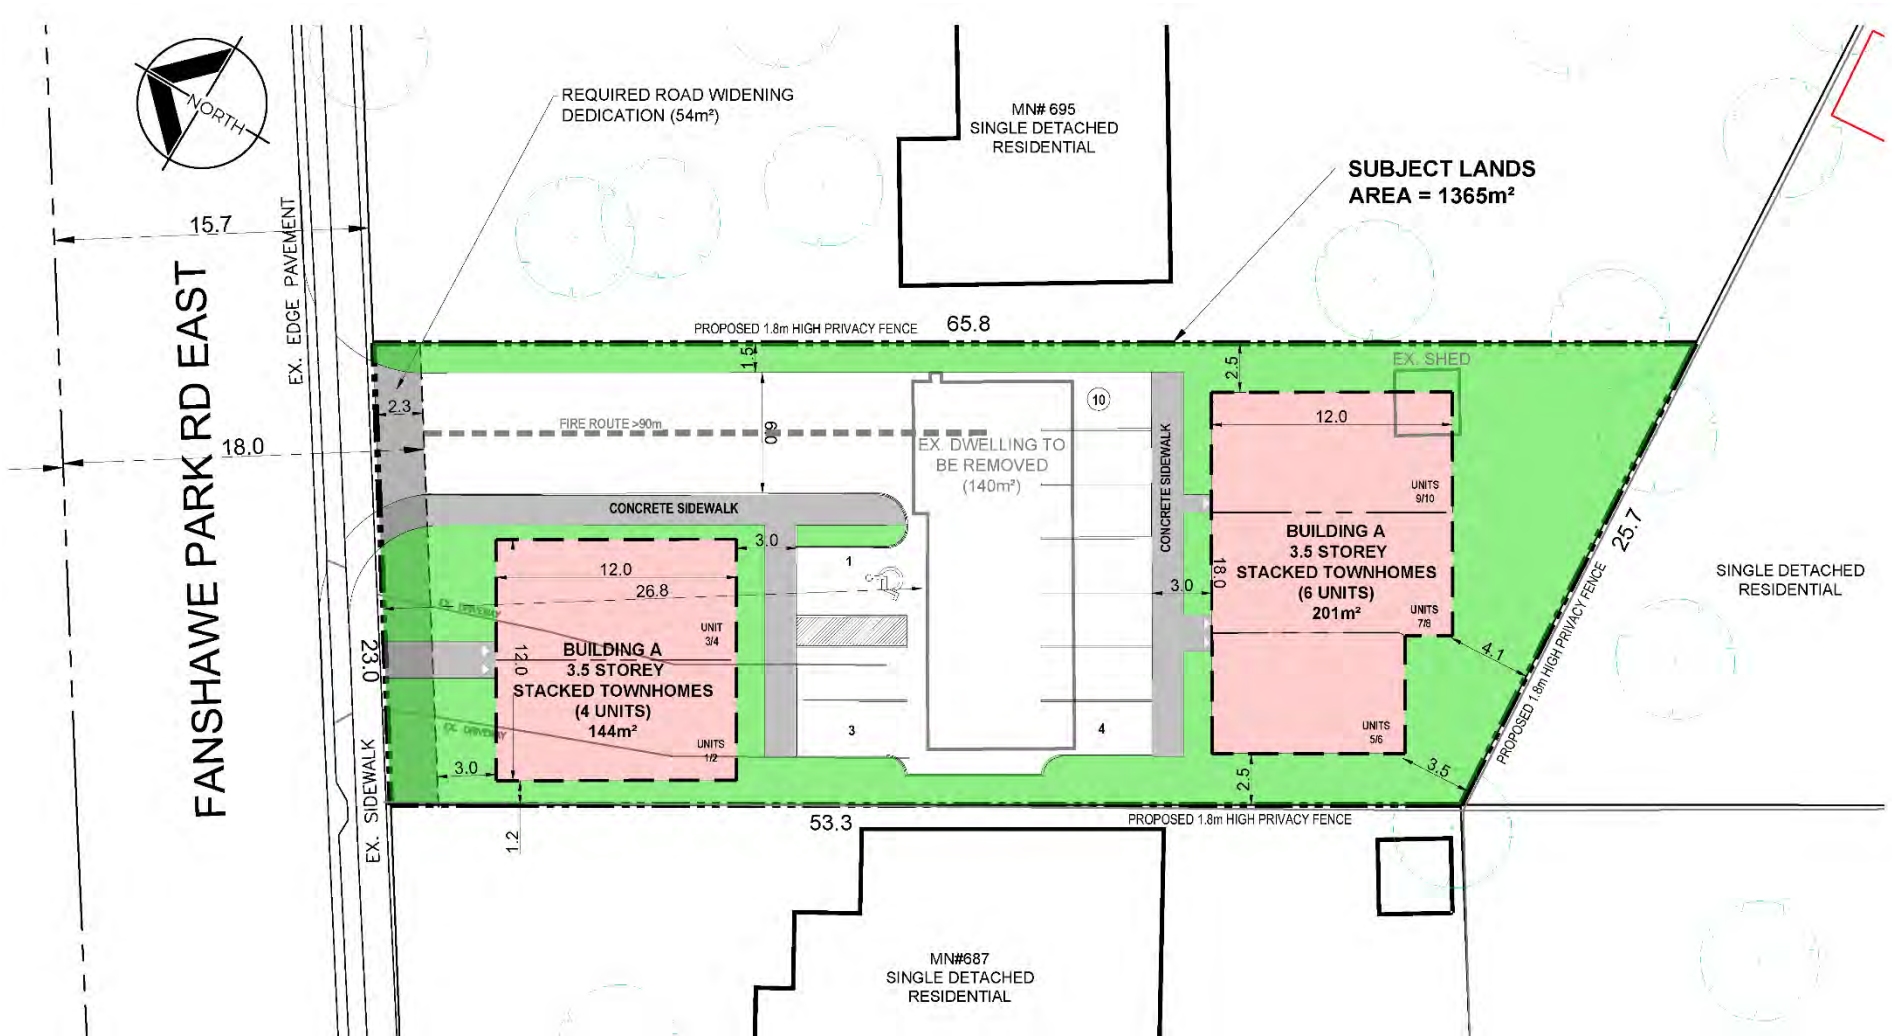 NORTH
REQUIRED ROAD WIDENING
DEDICATION (54m²)
MN# 695
SINGLE DETACHED
RESIDENTIAL
SUBJECT LANDS
AREA = 1365m²
15.7
EX. EDGE PAVEMENT
FANSHAWE PARK RD EAST
18.0
PROPOSED 1.8m HIGH PRIVACY FENCE
65.8
1.5
2.5
EX. SHED
2.3
FIRE ROUTE >90m
6.0
10
12.0
EX. DWELLING TO
BE REMOVED
(140m²)
CONCRETE SIDEWALK
CONCRETE SIDEWALK
UNITS
9/10
BUILDING A
3.5 STOREY
STACKED TOWNHOMES
(6 UNITS)
201m²
18.0
3.0
UNITS
7/8
UNITS
5/6
25.7
PROPOSED 1.8m HIGH PRIVACY FENCE
SINGLE DETACHED
RESIDENTIAL
3.0
1
12.0
26.8
EX. DRIVEWAY
UNIT
3/4
BUILDING A
3.5 STOREY
STACKED TOWNHOMES
(4 UNITS)
144m²
12.0
UNITS
1/2
EX. DRIVEWAY
23.0
EX. SIDEWALK
3
4
4.1
3.5
3.0
2.5
1.2
53.3
PROPOSED 1.8m HIGH PRIVACY FENCE
MN#687
SINGLE DETACHED
RESIDENTIAL